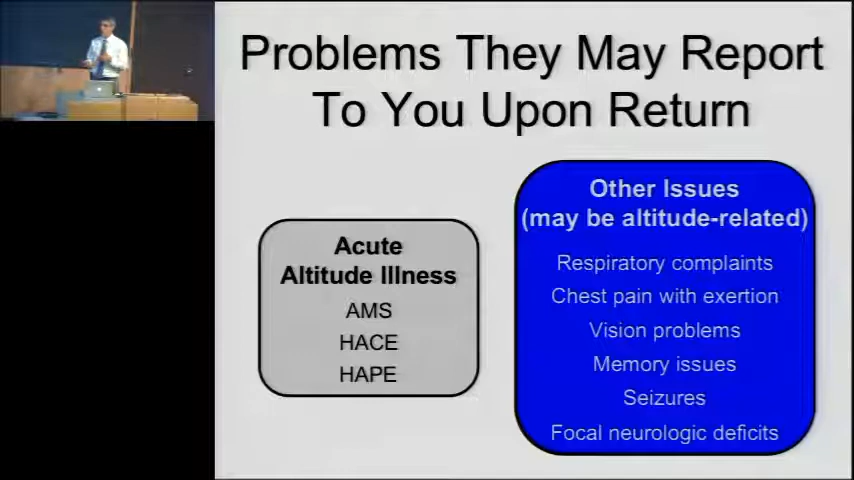 Problems They May Report
To You Upon Return
Acute
Altitude Illness
AMS
HACE
HAPE
Other Issues
(may be altitude-related)
Respiratory complaints
Chest pain with exertion
Vision problems
Memory issues
Seizures
Focal neurologic deficits